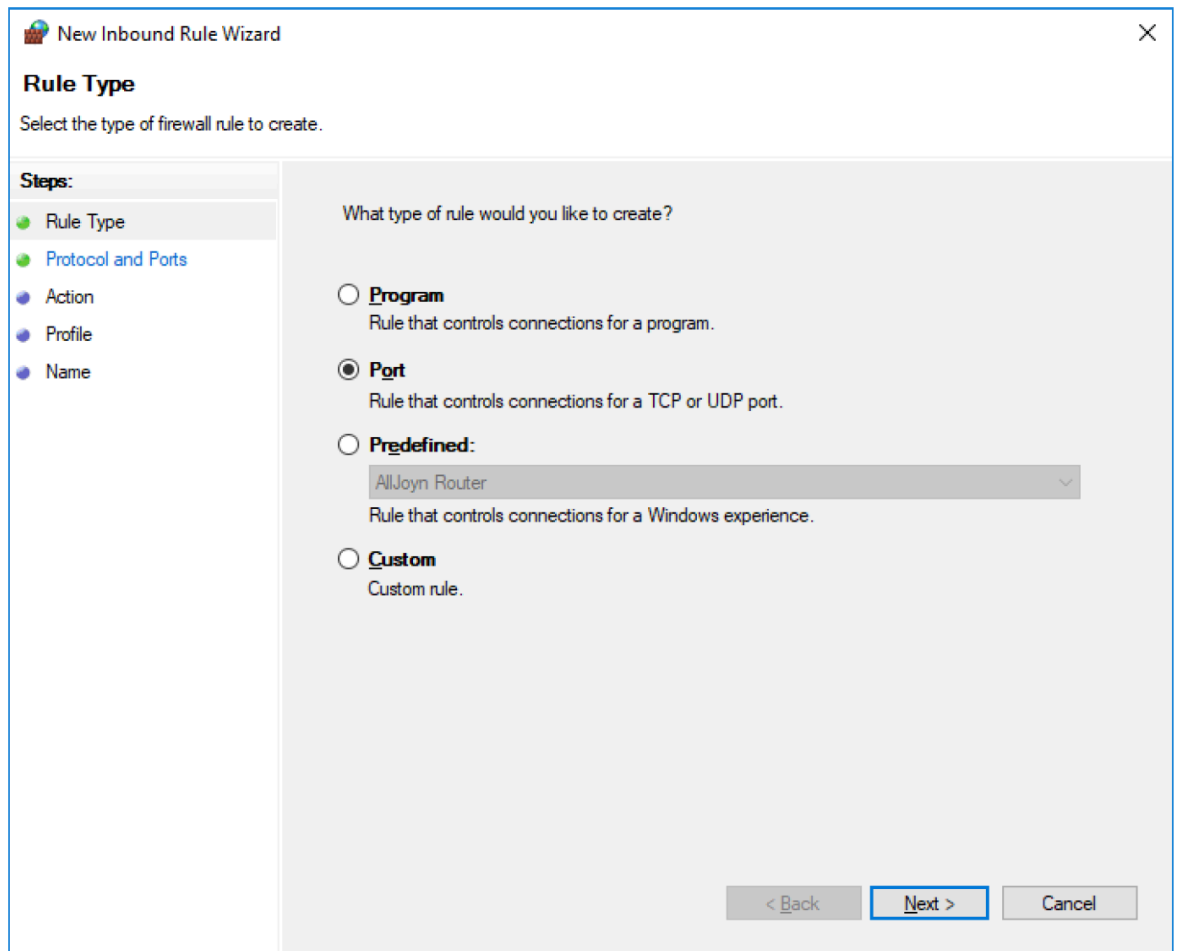 New Inbound Rule Wizard
Rule Type
Select the type of firewall rule to create.
Steps:
Rule Type
Protocol and Ports
Action
Profile
Name
What type of rule would you like to create?
Program
Rule that controls connections for a program.
Port
Rule that controls connections for a TCP or UDP port.
Predefined:
AllJoyn Router
Rule that controls connections for a Windows experience.
Custom
Custom rule.
< Back
Next >
Cancel